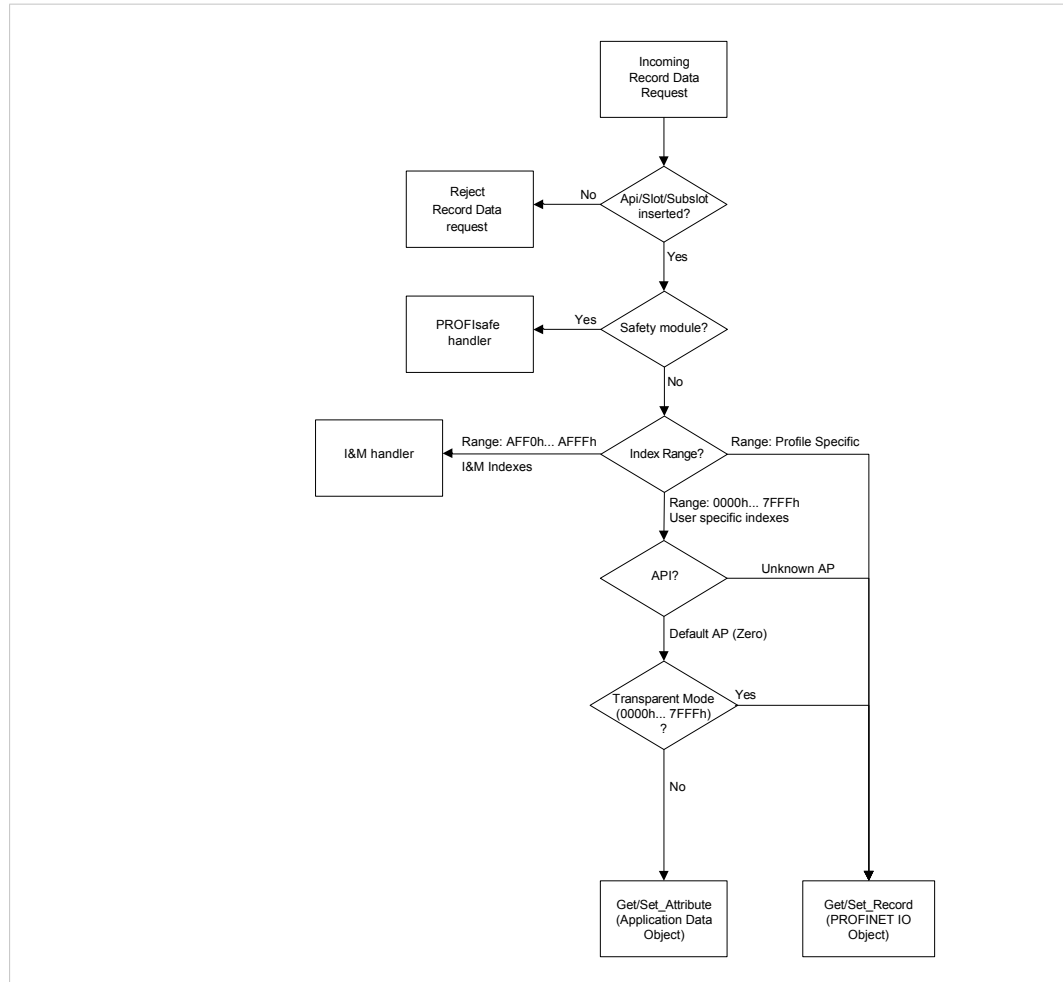 Incoming
Record Data
Request
Api/Slot/Subslot
inserted?
No
Reject
Record Data
request
Yes
Safety module?
Yes
PROFIsafe
handler
No
Index Range?
Range: AFF0h... AFFFh
I&M Indexes
I&M handler
Range: Profile Specific
Range: 0000h... 7FFFh
User specific indexes
API?
Unknown AP
Default AP (Zero)
Transparent Mode
(0000h... 7FFFh)
?
Yes
No
Get/Set_Attribute
(Application Data
Object)
Get/Set_Record
(PROFINET IO
Object)